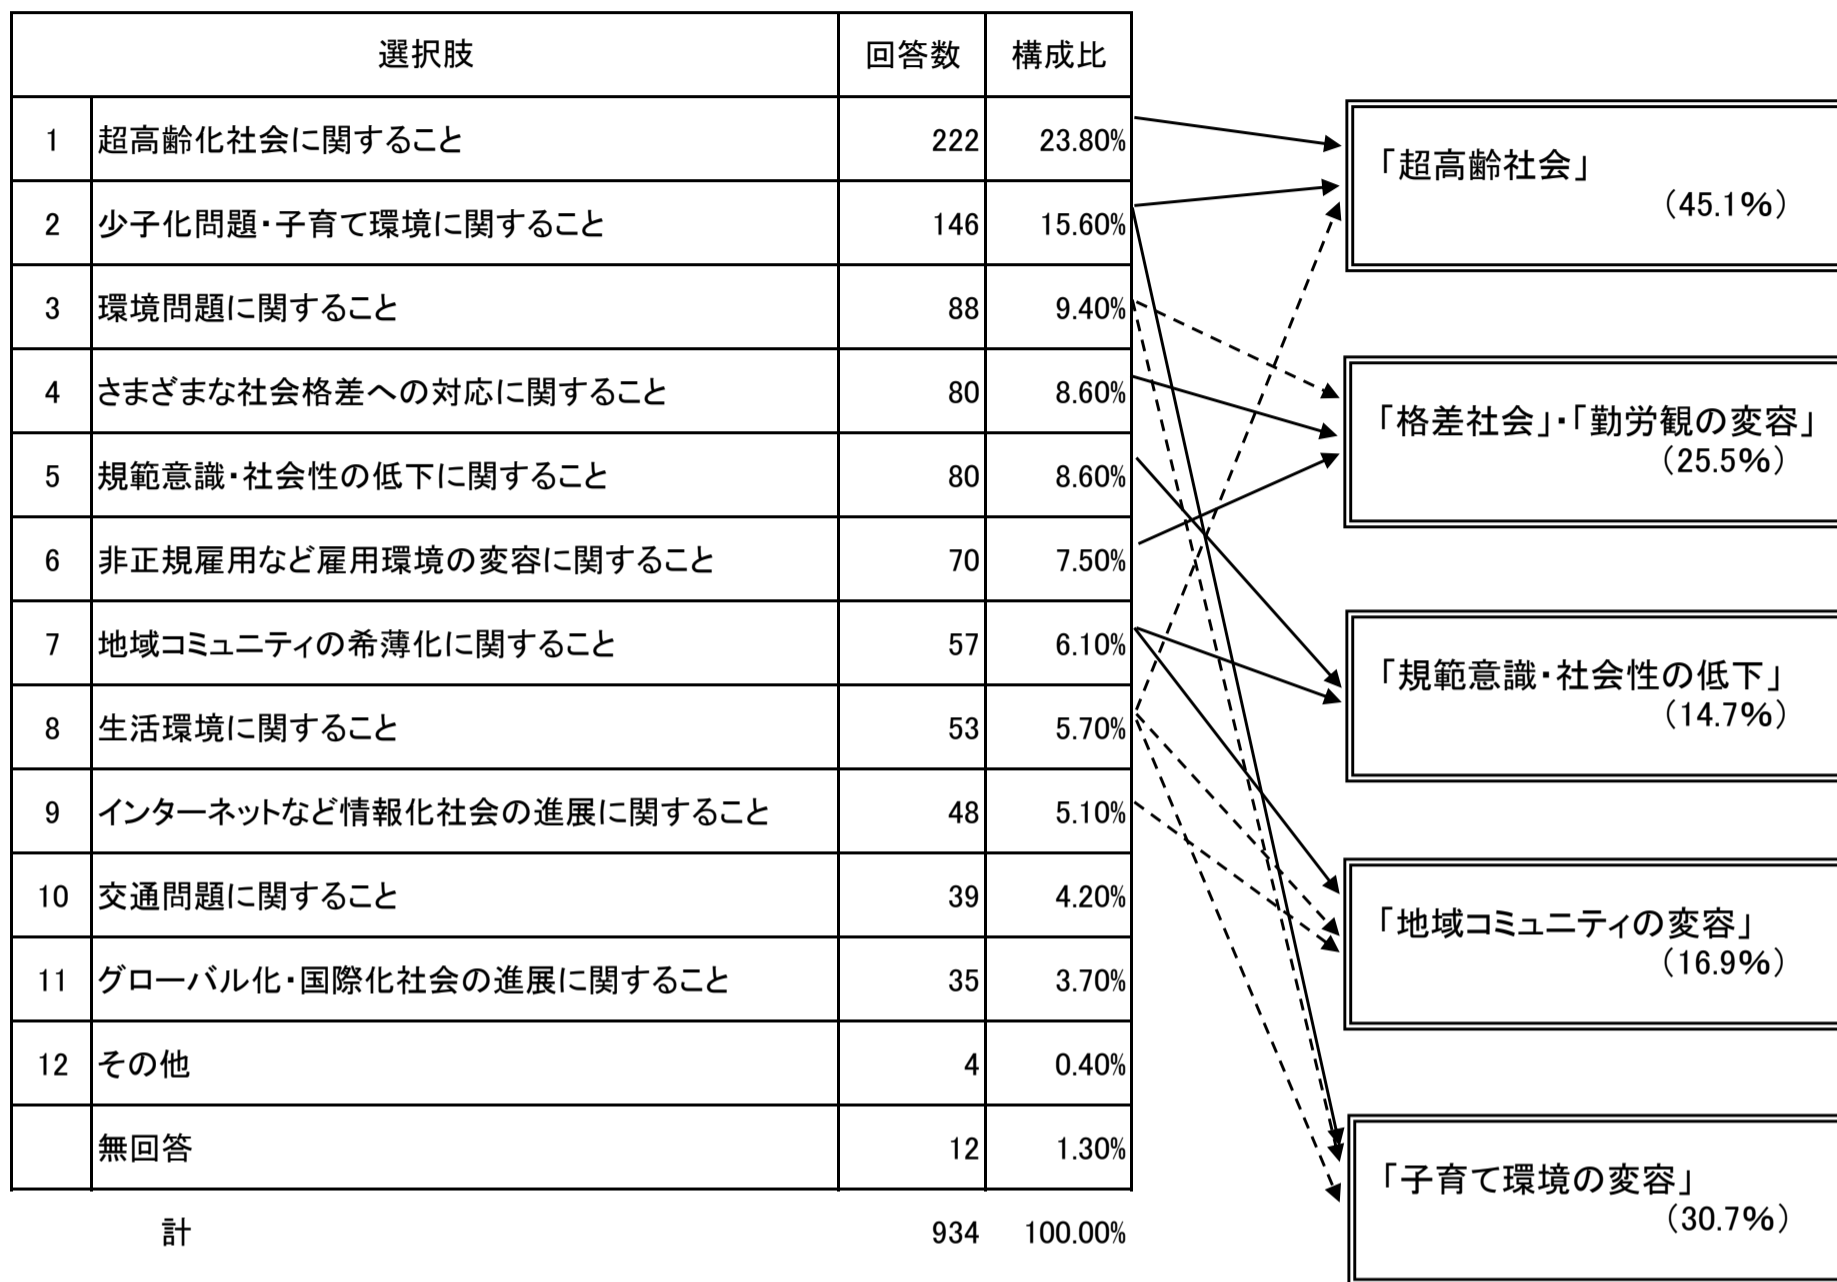 選択肢 回答数 構成比
1 超高齢化社会に関すること 222 23.80%
2 少子化問題・子育て環境に関すること 146 15.60%
3 環境問題に関すること 88 9.40%
4 さまざまな社会格差への対応に関すること 80 8.60%
5 規範意識・社会性の低下に関すること 80 8.60%
6 非正規雇用など雇用環境の変容に関すること 70 7.50%
7 地域コミュニティの希薄化に関すること 57 6.10%
8 生活環境に関すること 53 5.70%
9 インターネットなど情報化社会の進展に関すること 48 5.10%
10 交通問題に関すること 39 4.20%
11 グローバル化・国際化社会の進展に関すること 35 3.70%
12 その他 4 0.40%
無回答 12 1.30%
計 934 100.00%
「超高齢社会」
（45.1％）
「格差社会」・「勤労観の変容」
（25.5％）
「規範意識・社会性の低下」
（14.7％）
「地域コミュニティの変容」
（16.9％）
「子育て環境の変容」
（30.7％）